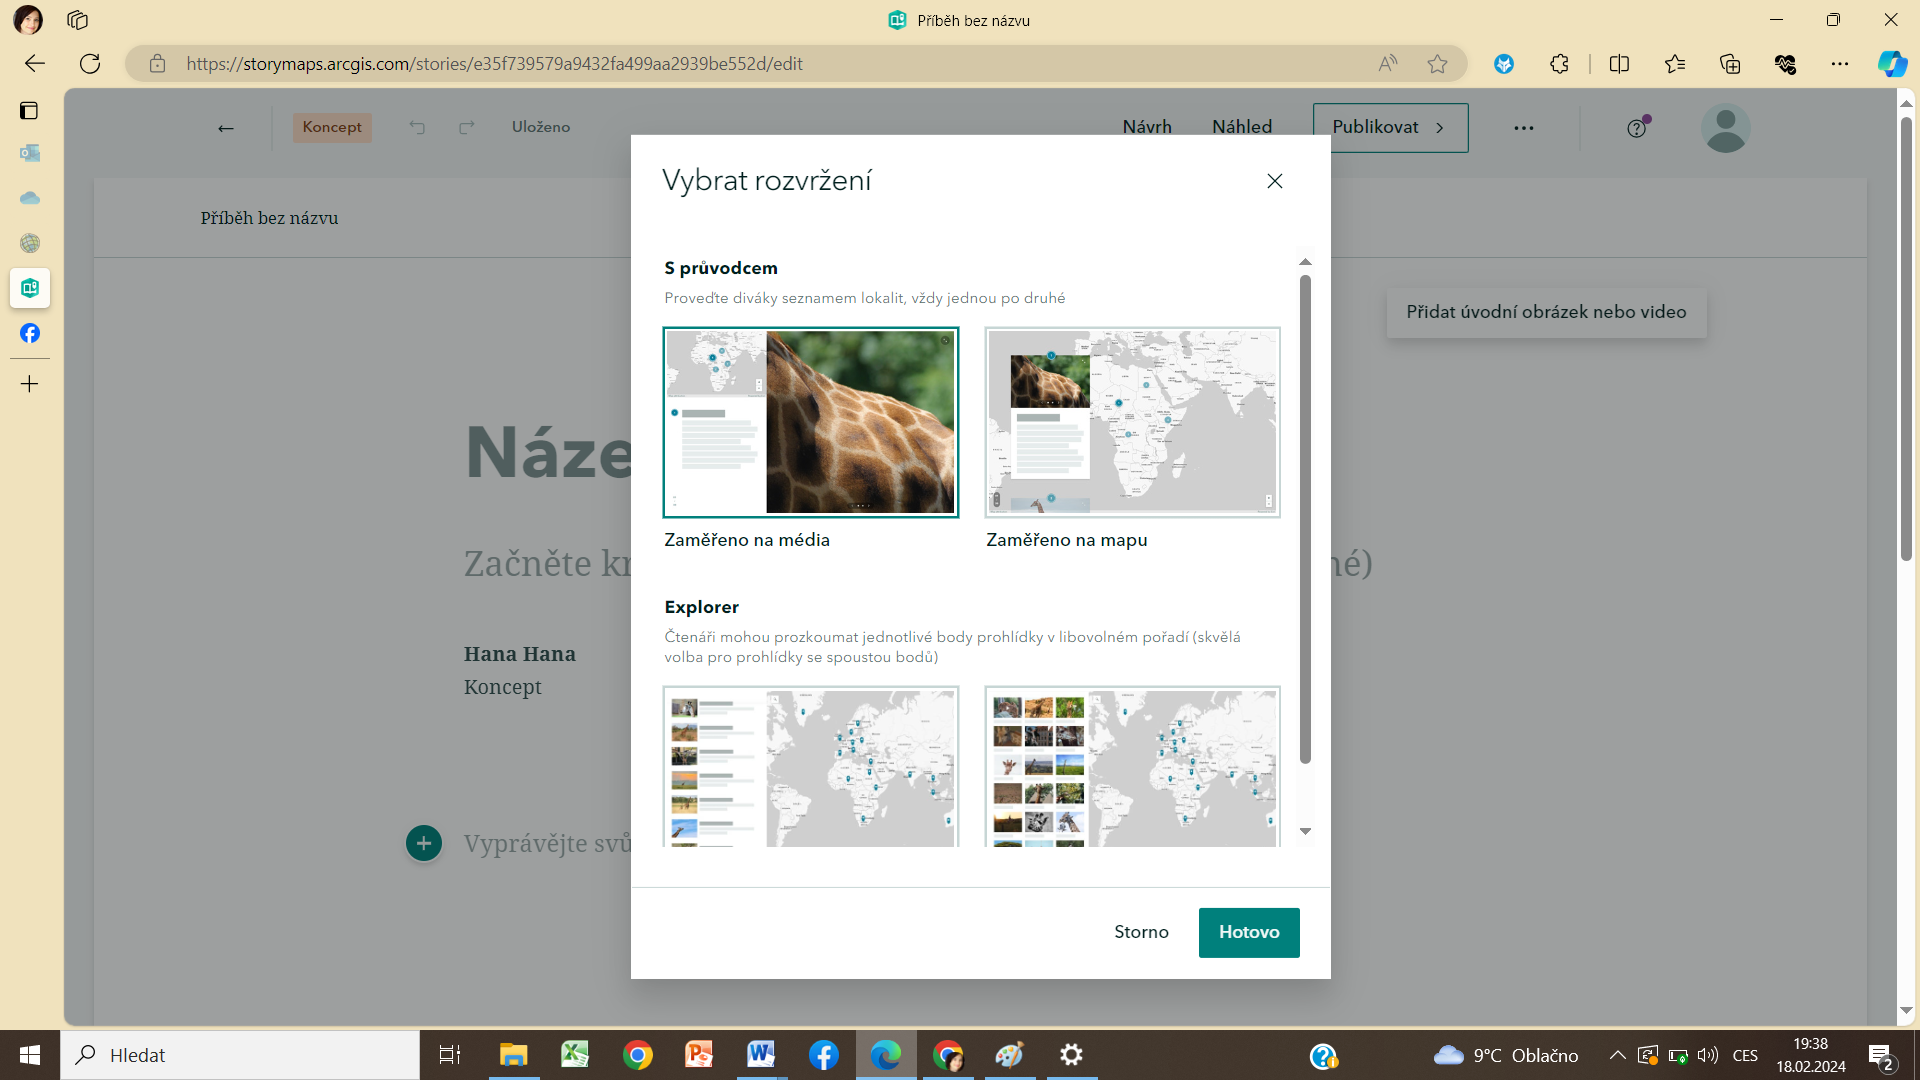 Příběh bez názvu
https://storymaps.arcgis.com/stories/e35f739579a9432fa499aa2939be552d/edit
Koncept
Uloženo
Návrh
Náhled
Publikovat
Vybrat rozvržení
Příběh bez názvu
S průvodcem
Proveďte diváky seznamem lokalit, vždy jednou po druhé
Přidat úvodní obrázek nebo video
Náze
Zaměřeno na média
Zaměřeno na mapu
Začněte
né)
Explorer
Čtenáři mohou prozkoumat jednotlivé body prohlídky v libovolném pořadí (skvělá
volba pro prohlídky se spoustou bodů)
Hana Hana
Koncept
Vyprávějte svů
Storno
Hotovo
Hledat
9°C Oblačno
CES
19:38
18.02.2024
2